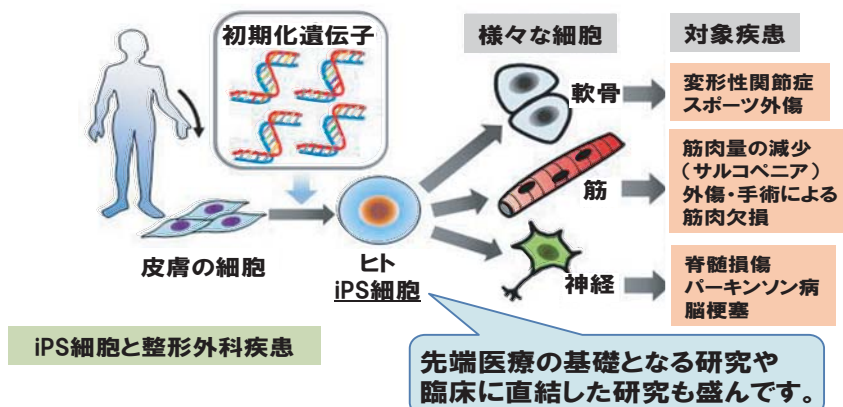 初期化遺伝子
様々な細胞
対象疾患
軟骨
変形性関節症
スポーツ外傷
筋
筋肉量の減少
（サルコペニア）
外傷・手術による
筋肉欠損
皮膚の細胞
ヒト
iPS細胞
神経
脊髄損傷
パーキンソン病
脳梗塞
iPS細胞と整形外科疾患
先端医療の基礎となる研究や
臨床に直結した研究も盛んです。